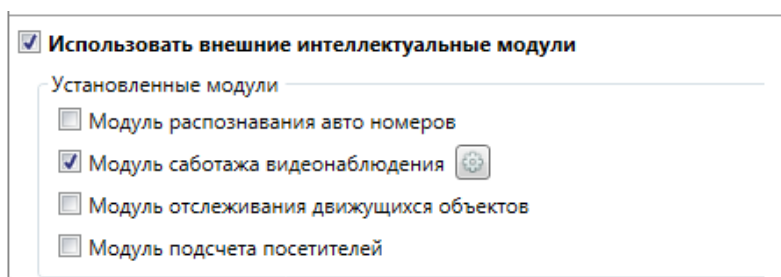 Использовать внешние интеллектуальные модули
Установленные модули
Модуль распознавания авто номеров
Модуль саботажа видеонаблюдения
Модуль отслеживания движущихся объектов
Модуль подсчета посетителей